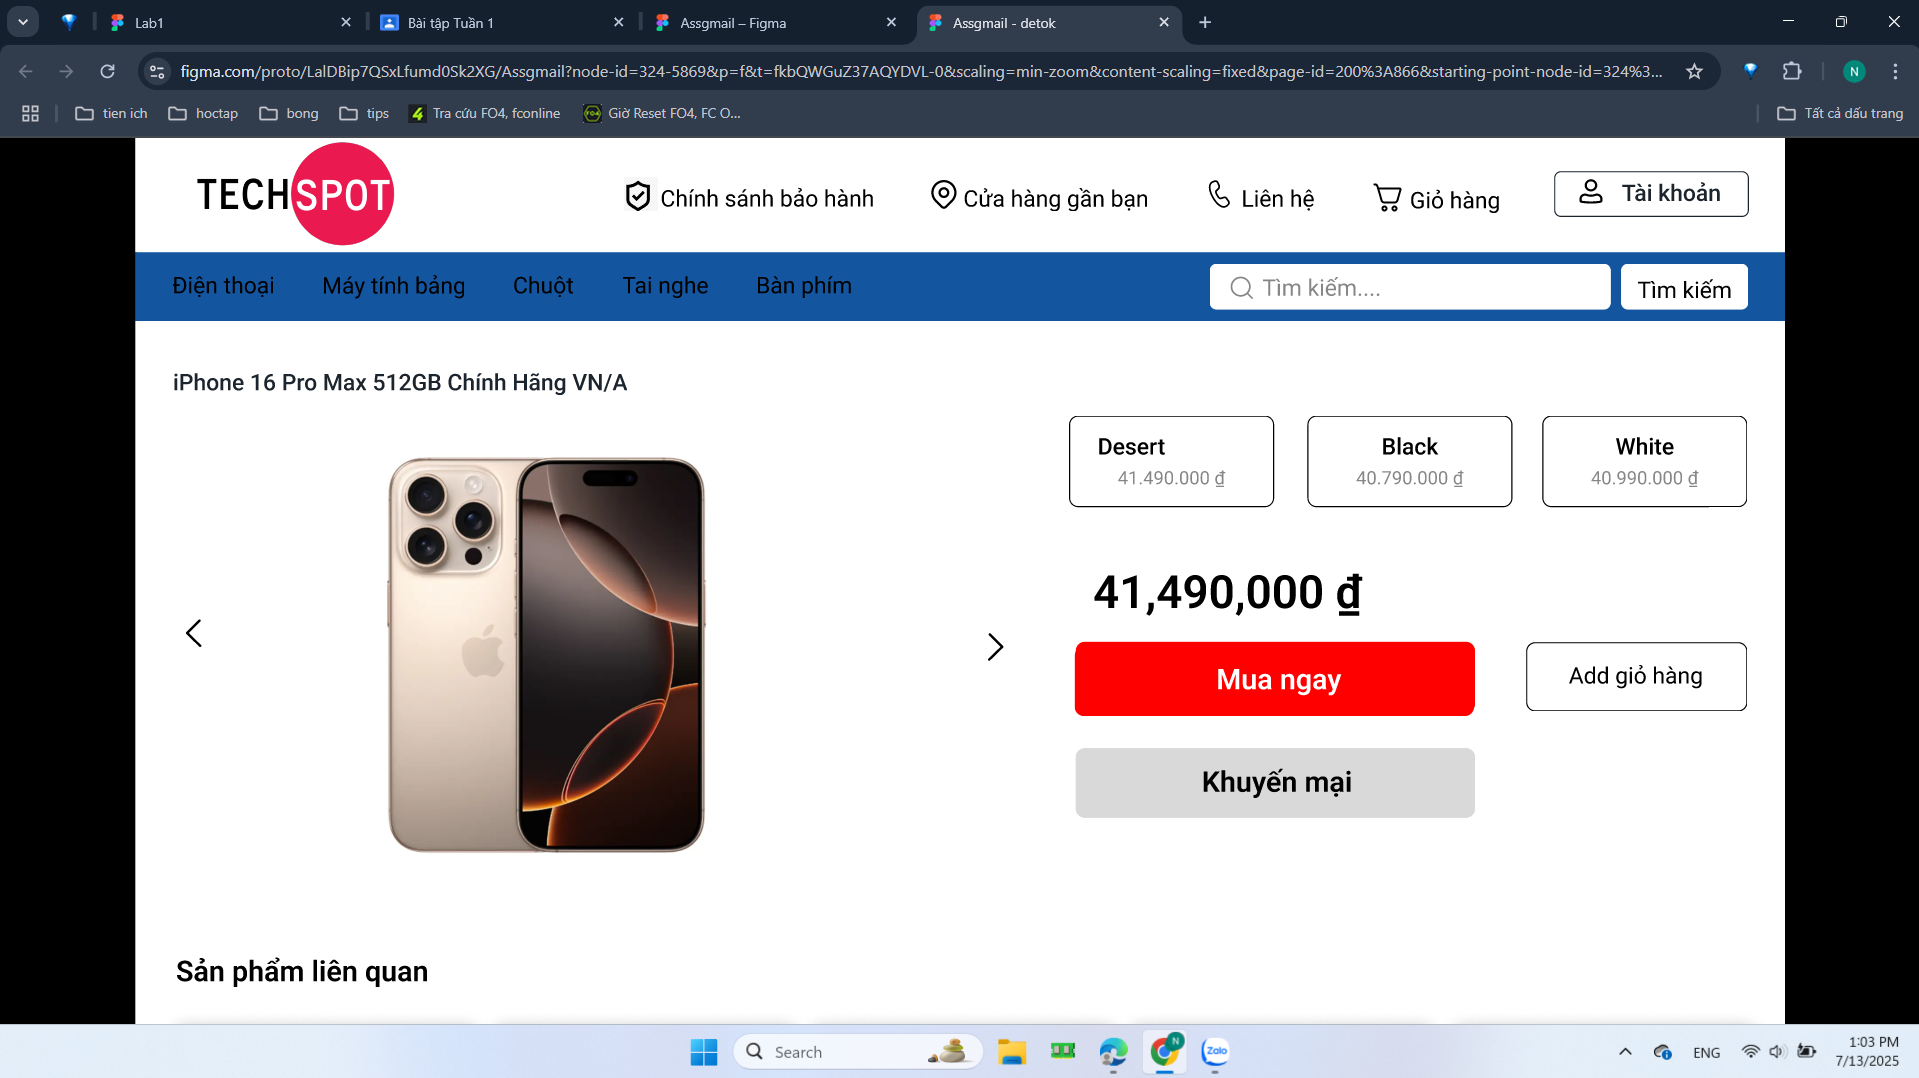 Lab1
Bài tập Tuần 1
Assgmail – Figma
Assgmail - detok
figma.com/proto/LalDBip7QSxLfumd0Sk2XG/Assgmail?node-id=324-5869&p=f&t=fkbQWGuZ37AQYDVL-0&scaling=min-zoom&content-scaling=fixed&page-id=200%3A866&starting-point-node-id=324%3...
N
tien ich
hoctap
bong
tips
4 Tra cứu FO4, fconline
FO4 Giờ Reset FO4, FC O...
Tất cả dấu trang
TECHSPOT
Chính sánh bảo hành
Cửa hàng gần bạn
Liên hệ
Giỏ hàng
Tài khoản
Điện thoại
Máy tính bảng
Chuột
Tai nghe
Bàn phím
Tìm kiếm....
Tìm kiếm
iPhone 16 Pro Max 512GB Chính Hãng VN/A
Desert
41.490.000 ₫
Black
40.790.000 ₫
White
40.990.000 ₫
41,490,000 ₫
Mua ngay
Add giỏ hàng
Khuyến mại
Sản phẩm liên quan
Search
N
Zalo
ENG
1:03 PM
7/13/2025